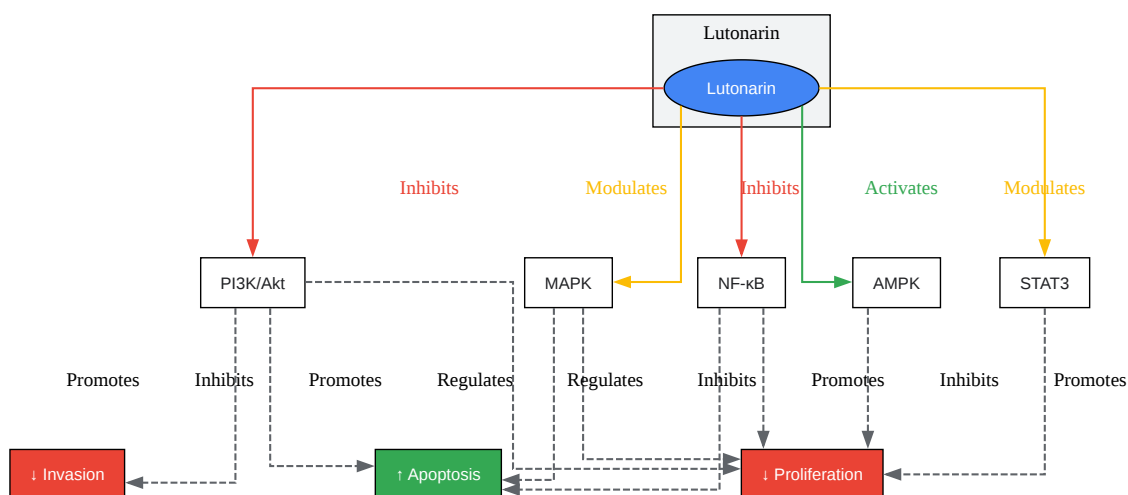 Lutonarin
Lutonarin
Inhibits
Modulates
Inhibits
Activates
Modulates
PI3K/Akt
MAPK
NF-κB
AMPK
STAT3
Promotes
Inhibits
Promotes
Regulates
Regulates
Inhibits
Promotes
Inhibits
Promotes
↓ Invasion
↑ Apoptosis
↓ Proliferation